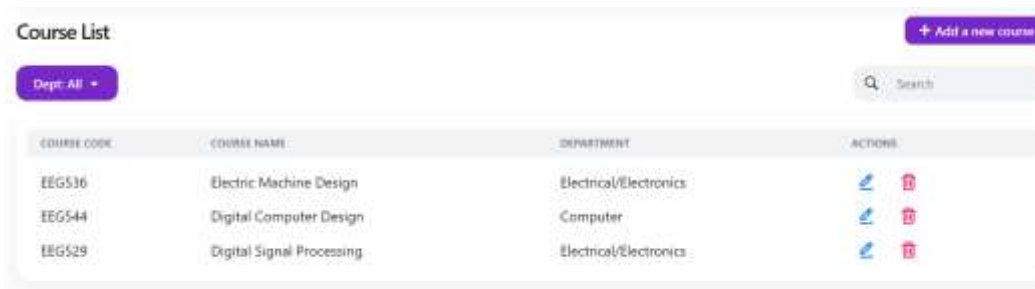 Course List
+ Add a new course
Dept: All
Search
COURSE CODE COURSE NAME DEPARTMENT ACTIONS
EEG536 Electric Machine Design Electrical/Electronics
EEG544 Digital Computer Design Computer
EEG529 Digital Signal Processing Electrical/Electronics